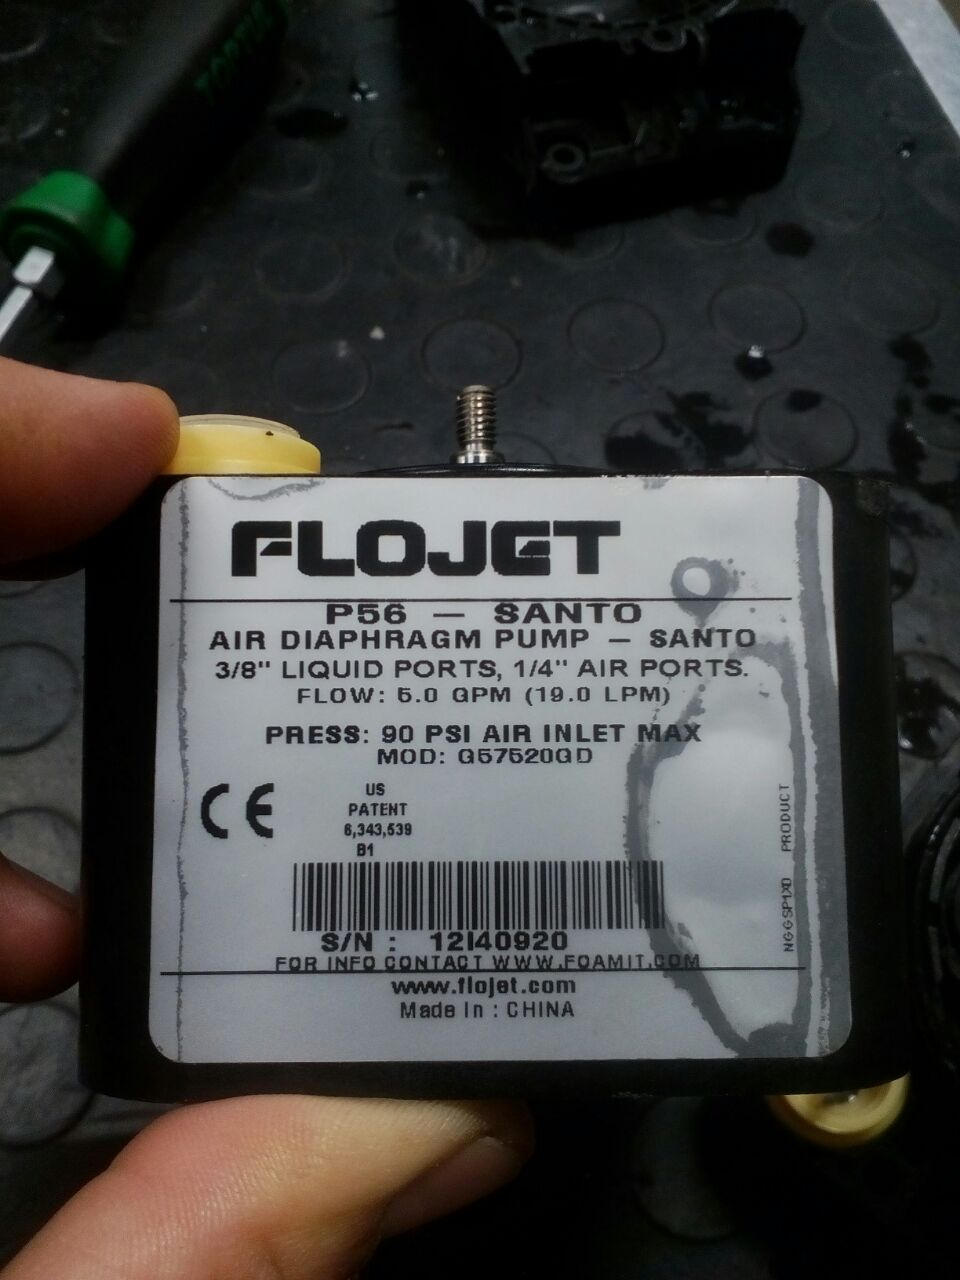 FLOJET
P56 — SANTO
AIR DIAPHRAGM PUMP — SANTO
3/8" LIQUID PORTS, 1/4" AIR PORTS.
FLOW: 5.0 GPM (19.0 LPM)
PRESS: 90 PSI AIR INLET MAX
MOD: G57520GD
CE
US
PATENT
6,343,539
B1
S/N : 12I40920
FOR INFO CONTACT WWW.FOAMIT.COM
www.flojet.com
Made In : CHINA
PRODUCT